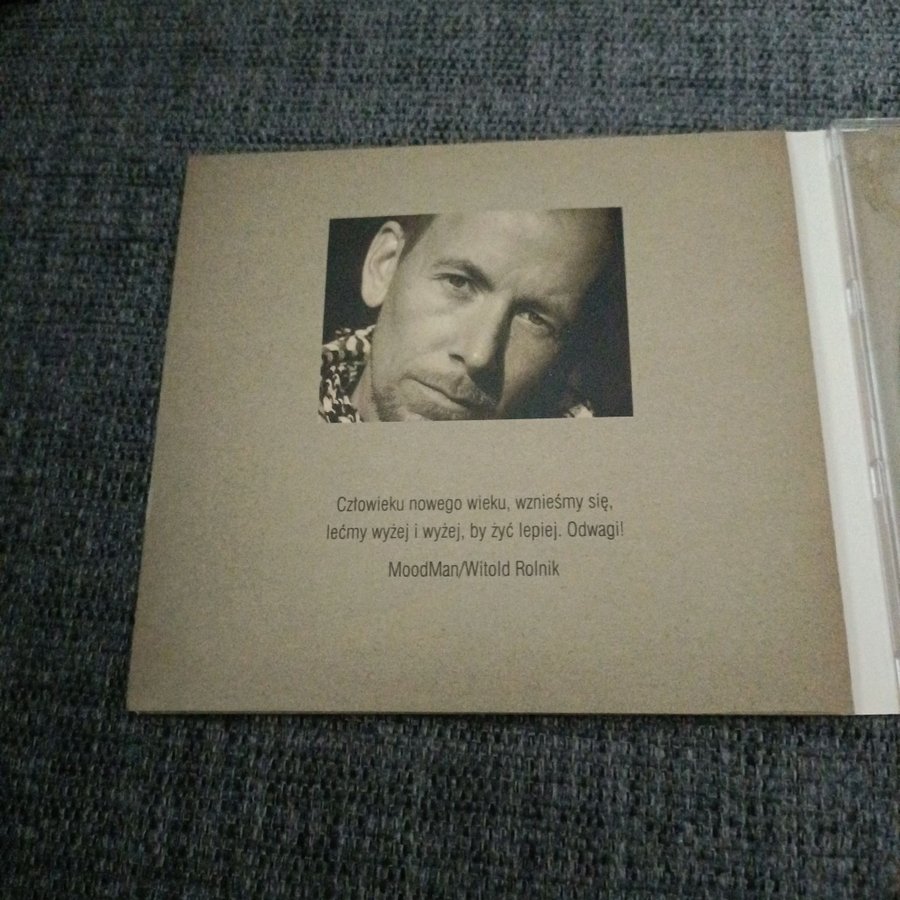 Człowieku nowego wieku, wznieśmy się,
lećmy wyżej i wyżej, by żyć lepiej. Odwagi!
MoodMan/Witold Rolnik